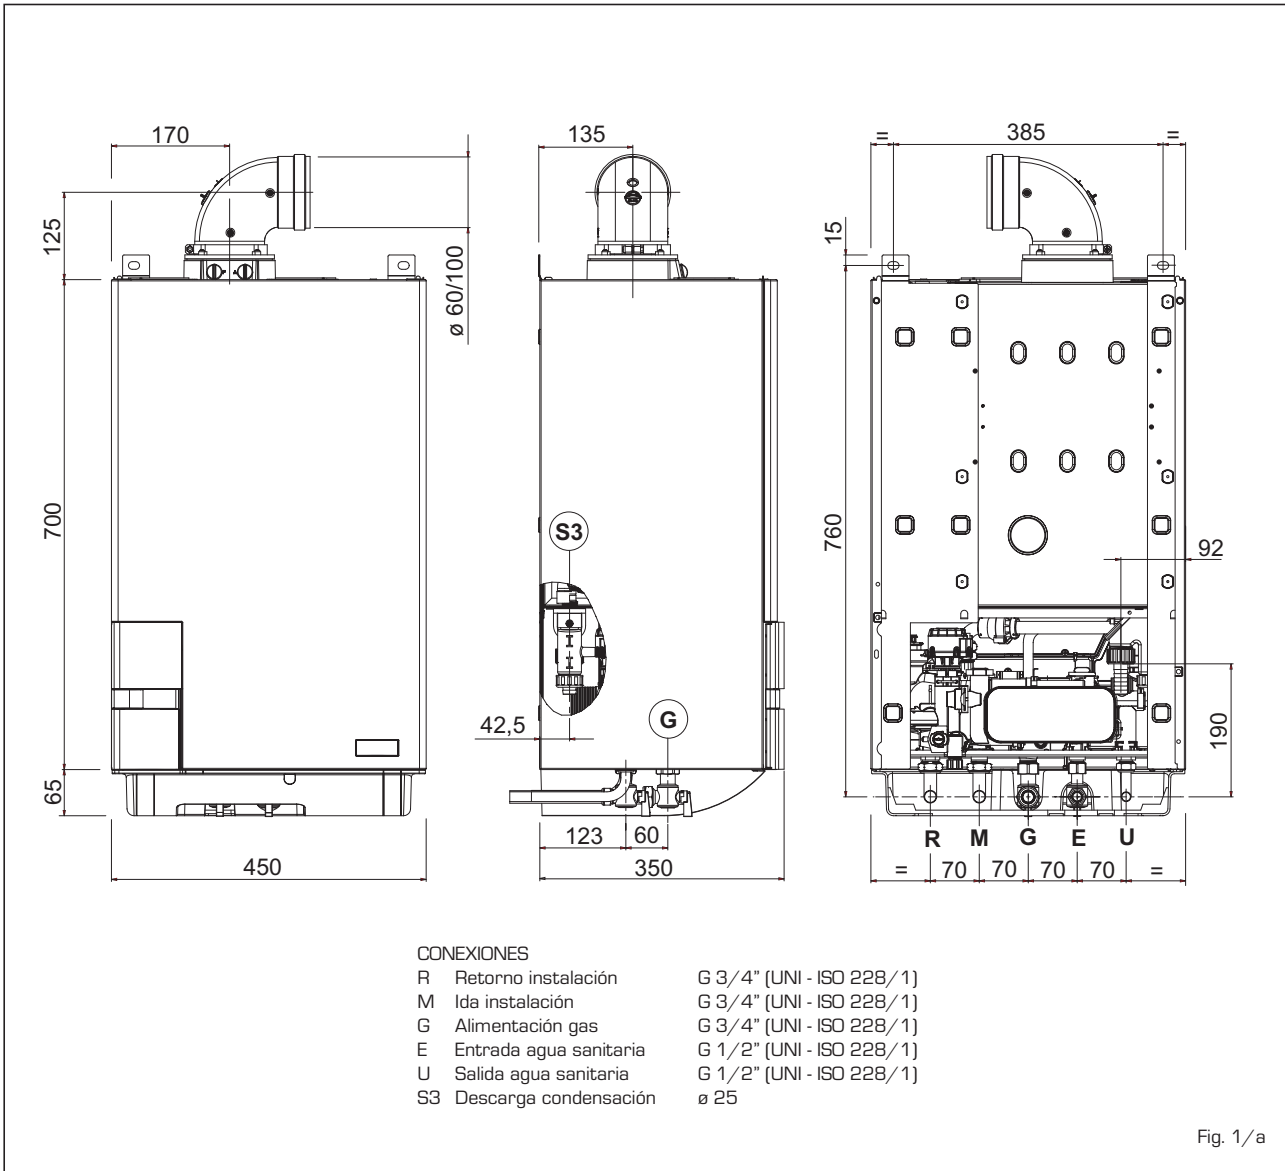 170
135
=
385
=
125
ø 60/100
15
700
S3
760
92
42,5
G
190
65
123
60
R
M
G
E
U
450
350
=
70
70
70
70
=
CONEXIONES
R Retorno instalación G 3/4” (UNI - ISO 228/1)
M Ida instalación G 3/4” (UNI - ISO 228/1)
G Alimentación gas G 3/4” (UNI - ISO 228/1)
E Entrada agua sanitaria G 1/2” (UNI - ISO 228/1)
U Salida agua sanitaria G 1/2” (UNI - ISO 228/1)
S3 Descarga condensación ø 25
Fig. 1/a